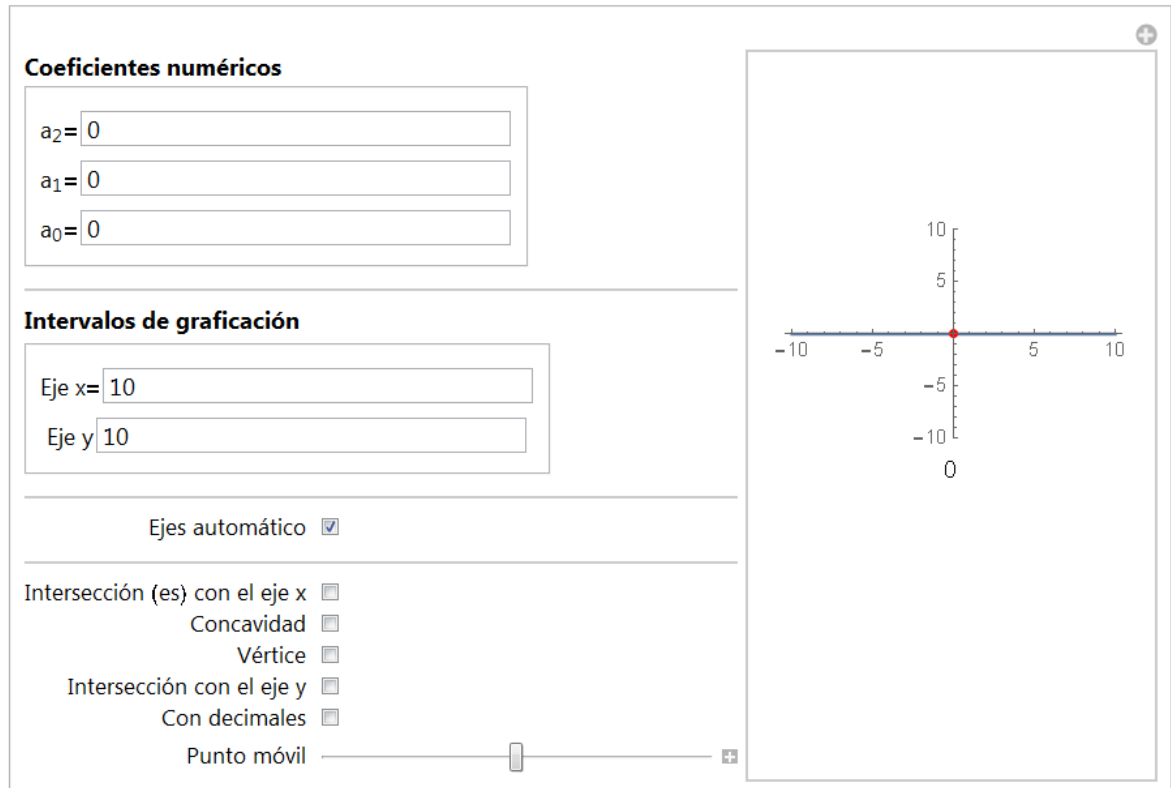 Coeficientes numéricos
a₂= 0
a₁= 0
a₀= 0
Intervalos de graficación
Eje x= 10
Eje y 10
Ejes automático
Intersección (es) con el eje x
Concavidad
Vértice
Intersección con el eje y
Con decimales
Punto móvil
10
5
-10 -5 5 10
-5
-10
0